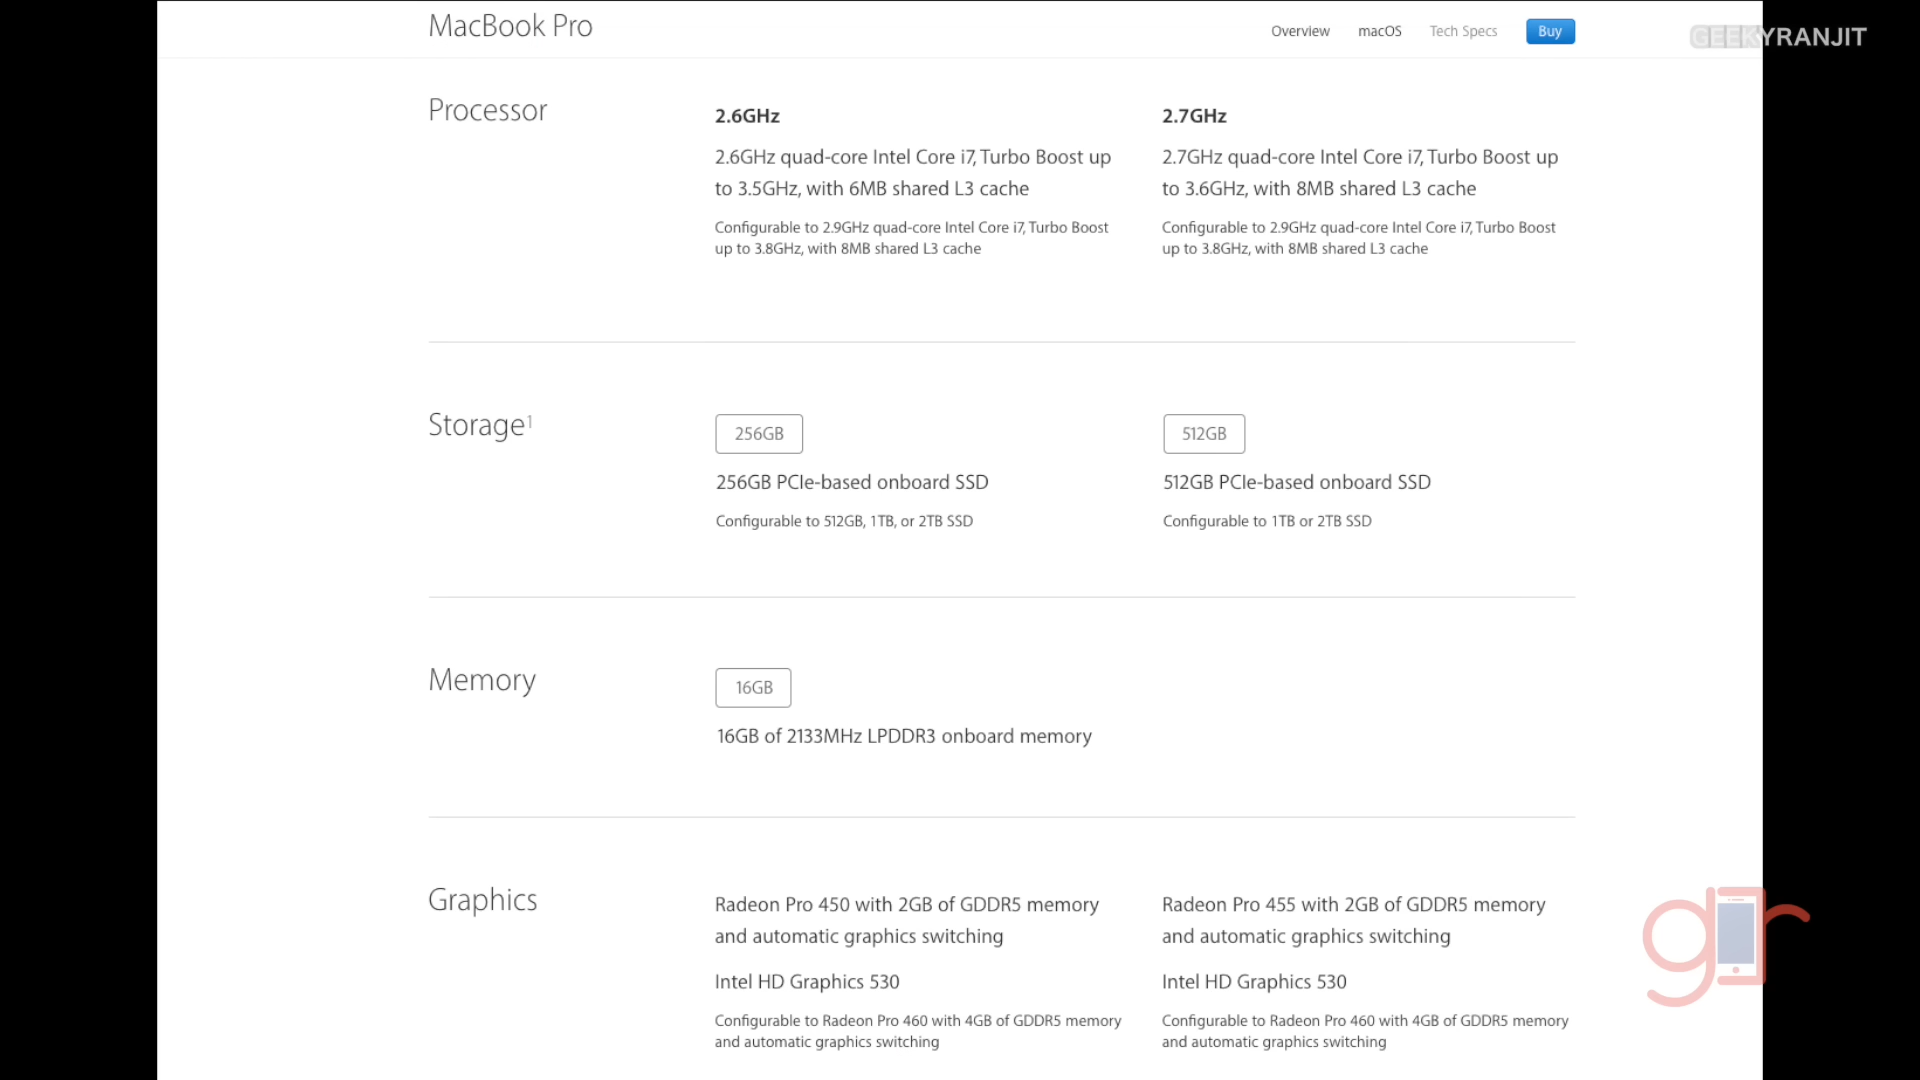 MacBook Pro
Overview macOS Tech Specs Buy
GEEKYRANJIT
Processor
2.6GHz
2.6GHz quad-core Intel Core i7, Turbo Boost up
to 3.5GHz, with 6MB shared L3 cache
Configurable to 2.9GHz quad-core Intel Core i7, Turbo Boost
up to 3.8GHz, with 8MB shared L3 cache
2.7GHz
2.7GHz quad-core Intel Core i7, Turbo Boost up
to 3.6GHz, with 8MB shared L3 cache
Configurable to 2.9GHz quad-core Intel Core i7, Turbo Boost
up to 3.8GHz, with 8MB shared L3 cache
Storage1
256GB
256GB PCIe-based onboard SSD
Configurable to 512GB, 1TB, or 2TB SSD
512GB
512GB PCIe-based onboard SSD
Configurable to 1TB or 2TB SSD
Memory
16GB
16GB of 2133MHz LPDDR3 onboard memory
Graphics
Radeon Pro 450 with 2GB of GDDR5 memory
and automatic graphics switching
Intel HD Graphics 530
Configurable to Radeon Pro 460 with 4GB of GDDR5 memory
and automatic graphics switching
Radeon Pro 455 with 2GB of GDDR5 memory
and automatic graphics switching
Intel HD Graphics 530
Configurable to Radeon Pro 460 with 4GB of GDDR5 memory
and automatic graphics switching
gr